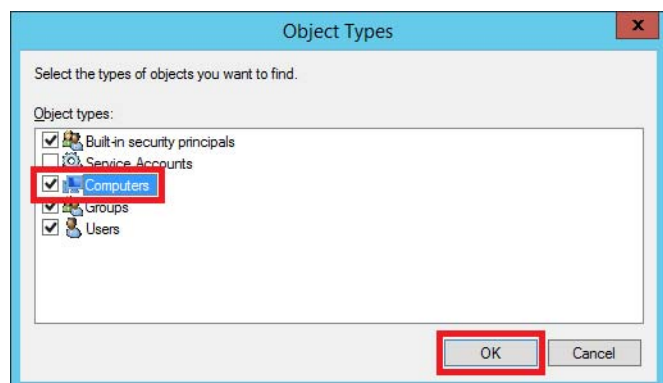 Object Types
x
Select the types of objects you want to find.
Object types:
Built-in security principals
Service Accounts
Computers
Groups
Users
OK
Cancel